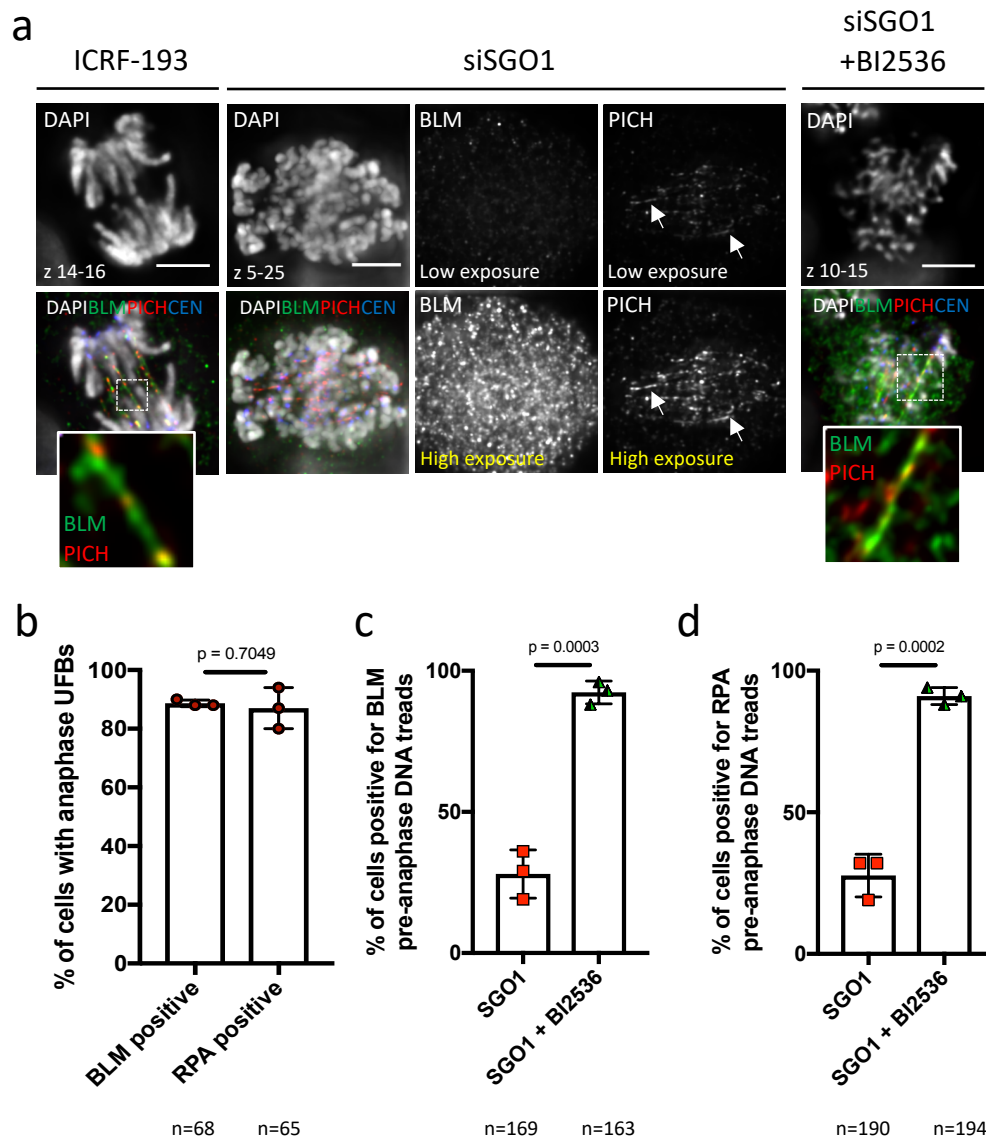 a
ICRF-193
siSGO1
siSGO1
+BI2536
DAPI
z 14-16
DAPI
z 5-25
BLM
Low exposure
PICH
Low exposure
DAPI
z 10-15
DAPIBLMPICHCEN
DAPIBLMPICHCEN
BLM
High exposure
PICH
High exposure
DAPIBLMPICHCEN
BLM
PICH
BLM
PICH
b
p = 0.7049
% of cells with anaphase UFBs
100
80
60
40
20
0
BLM positive
RPA positive
n=68
n=65
c
p = 0.0003
% of cells positive for BLM
pre-anaphase DNA treads
100
50
0
SGO1
SGO1 + BI2536
n=169
n=163
d
p = 0.0002
% of cells positive for RPA
pre-anaphase DNA treads
100
50
0
SGO1
SGO1 + BI2536
n=190
n=194